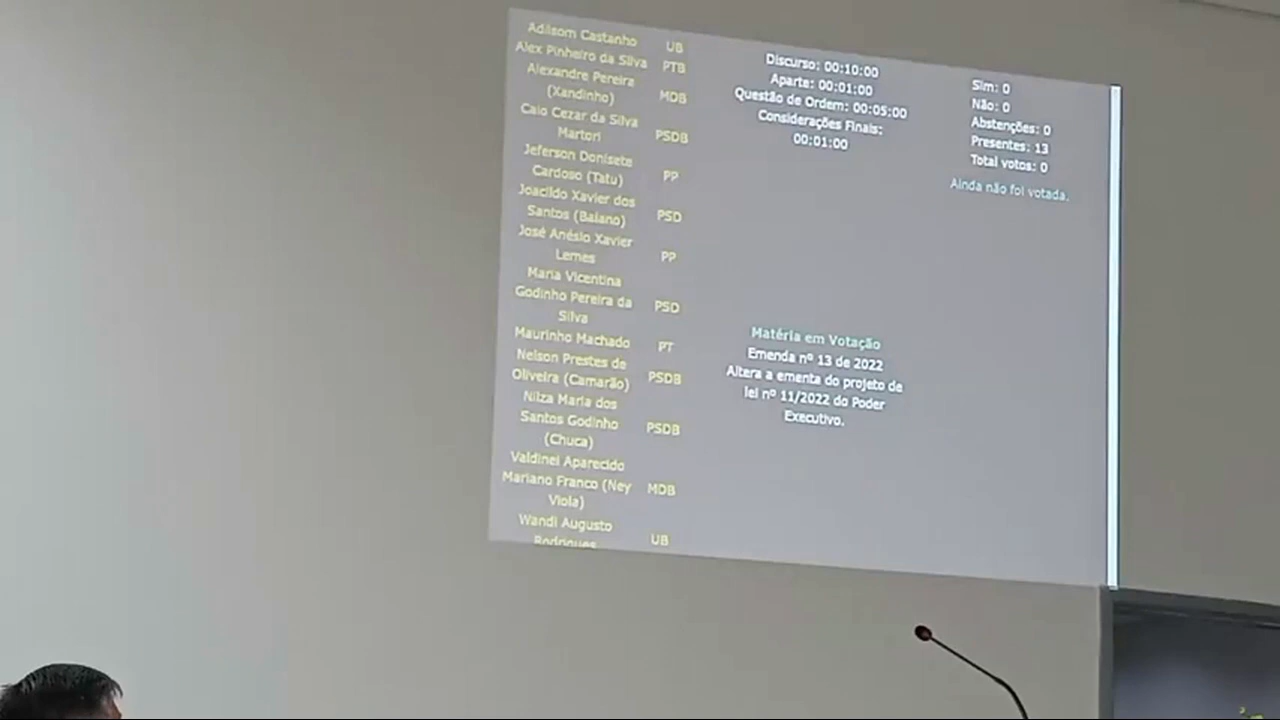 Adilsom Castanho UB
Alex Pinheiro da Silva PTB
Alexandre Pereira
(Xandinho) MDB
Caio Cezar da Silva
Martori PSDB
Jeferson Donisete
Cardoso (Tatu) PP
Joacildo Xavier dos
Santos (Baiano) PSD
José Anésio Xavier
Lemes PP
Maria Vicentina
Godinho Pereira da
Silva PSD
Maurinho Machado PT
Nelson Prestes de
Oliveira (Camarão) PSDB
Nilza Maria dos
Santos Godinho
(Chuca) PSDB
Valdinei Aparecido
Mariano Franco (Ney
Viola) MDB
Wandi Augusto
Rodrigues UB
Discurso: 00:10:00
Aparte: 00:01:00
Questão de Ordem: 00:05:00
Considerações Finais:
00:01:00
Matéria em Votação
Emenda nº 13 de 2022
Altera a ementa do projeto de
lei nº 11/2022 do Poder
Executivo.
Sim: 0
Não: 0
Abstenções: 0
Presentes: 13
Total votos: 0
Ainda não foi votada.